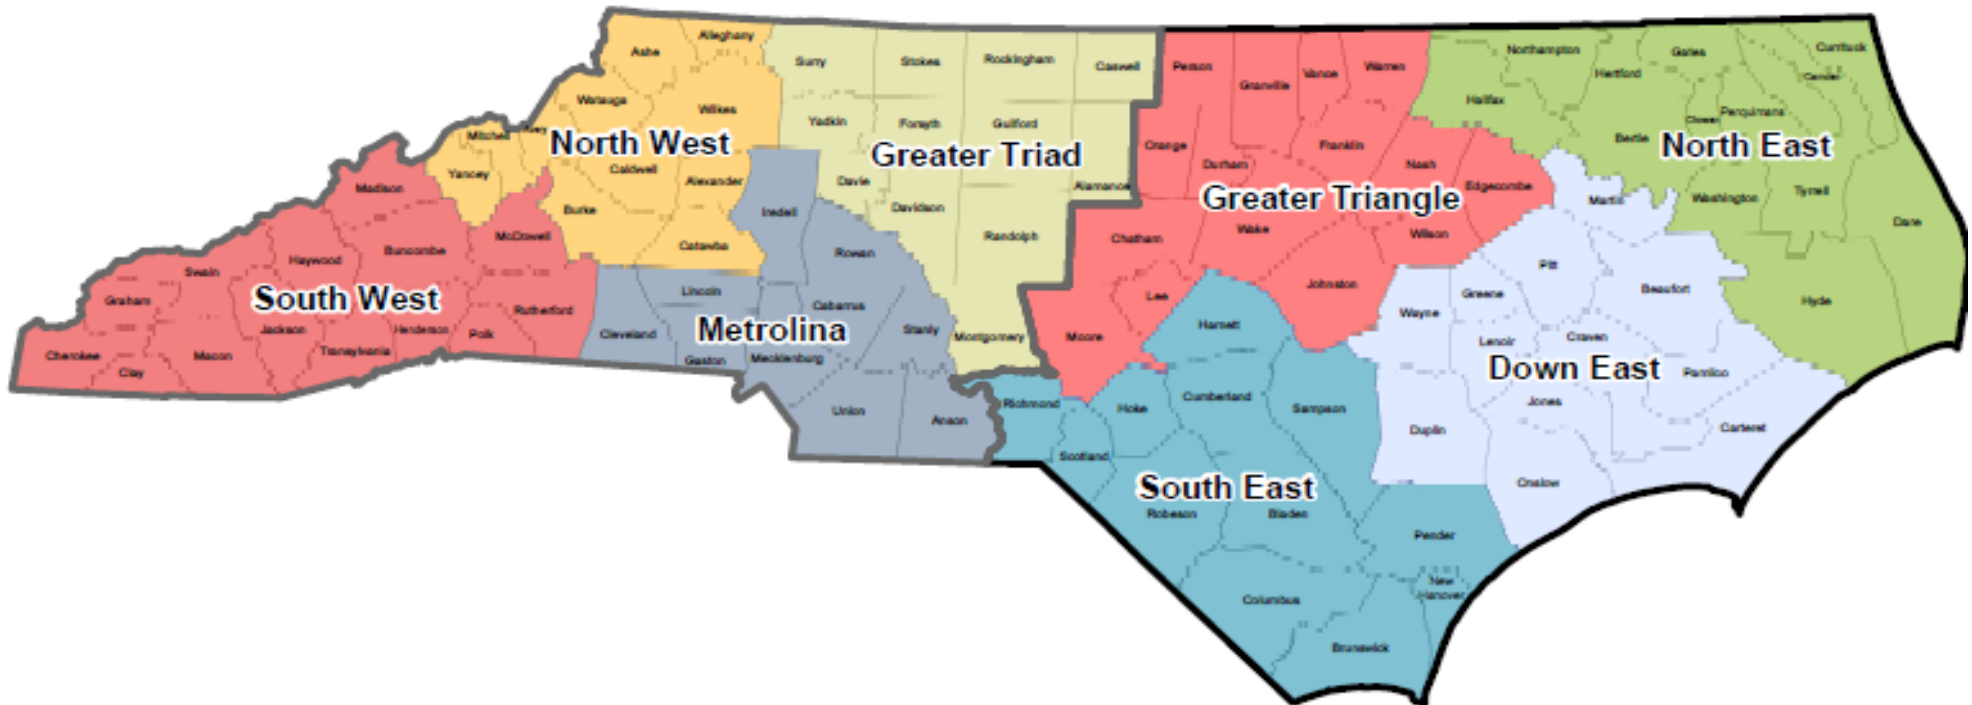 Ashe
Alleghany
Watauga
Wilkes
Mitchell
Yancey
North West
Caldwell
Alexander
Burke
Catawba
Surry
Stokes
Rockingham
Caswell
Yadkin
Forsyth
Guilford
Greater Triad
Davie
Davidson
Alamance
Randolph
Montgomery
Person
Granville
Vance
Warren
Orange
Durham
Franklin
Nash
Edgecombe
Greater Triangle
Chatham
Wake
Wilson
Lee
Johnston
Moore
Northampton
Gates
Currituck
Hertford
Camden
Halifax
Perquimans
Chowan
Bertie
North East
Washington
Tyrrell
Dare
Hyde
Madison
Buncombe
McDowell
Haywood
Swain
Graham
South West
Rutherford
Jackson
Henderson
Polk
Cherokee
Macon
Transylvania
Clay
Iredell
Rowan
Lincoln
Cabarrus
Cleveland
Metrolina
Stanly
Gaston
Mecklenburg
Union
Anson
Martin
Pitt
Beaufort
Greene
Wayne
Lenoir
Craven
Down East
Pamlico
Jones
Duplin
Carteret
Onslow
Harnett
Richmond
Hoke
Cumberland
Sampson
Scotland
South East
Robeson
Bladen
Pender
New
Hanover
Columbus
Brunswick